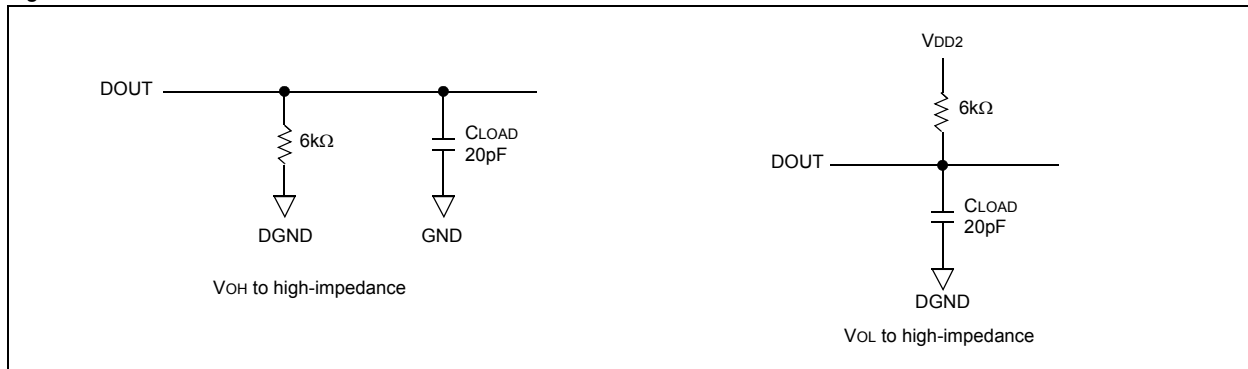 DOUT
6kΩ
CLOAD
20pF
DGND
GND
VOH to high-impedance
VDD2
6kΩ
DOUT
CLOAD
20pF
DGND
VOL to high-impedance